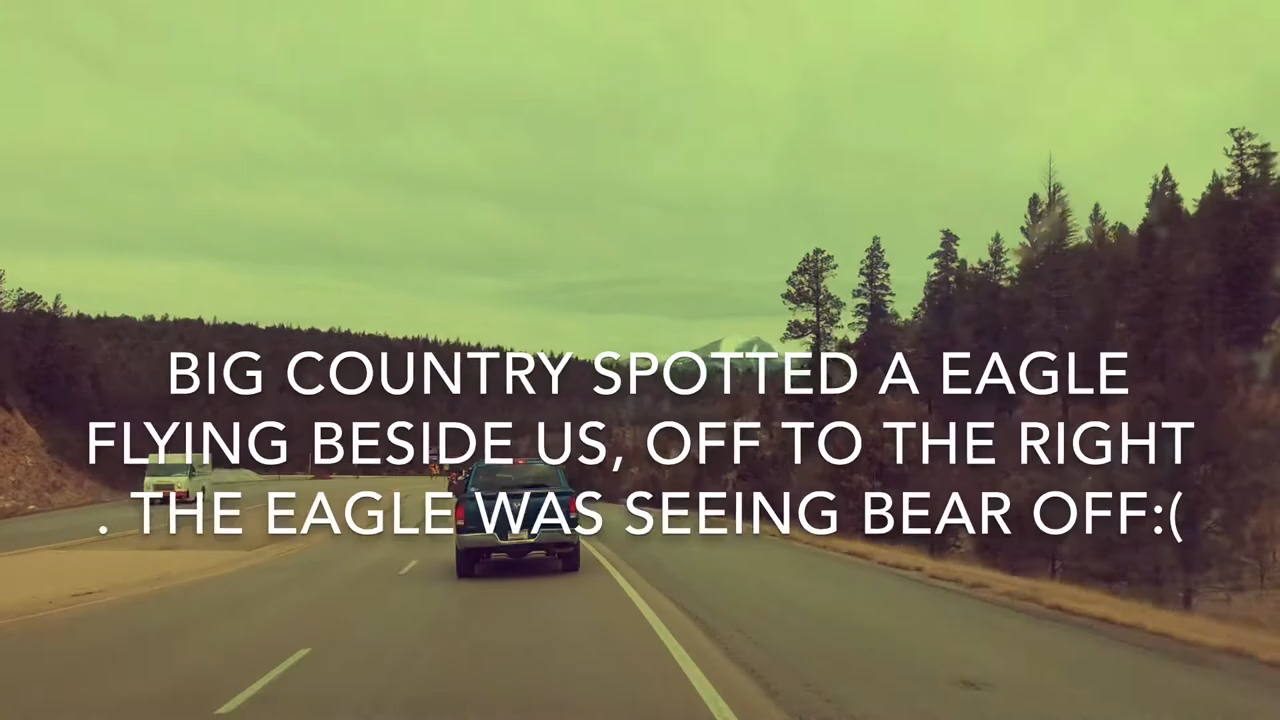 BIG COUNTRY SPOTTED A EAGLE
FLYING BESIDE US, OFF TO THE RIGHT
. THE EAGLE WAS SEEING BEAR OFF:(